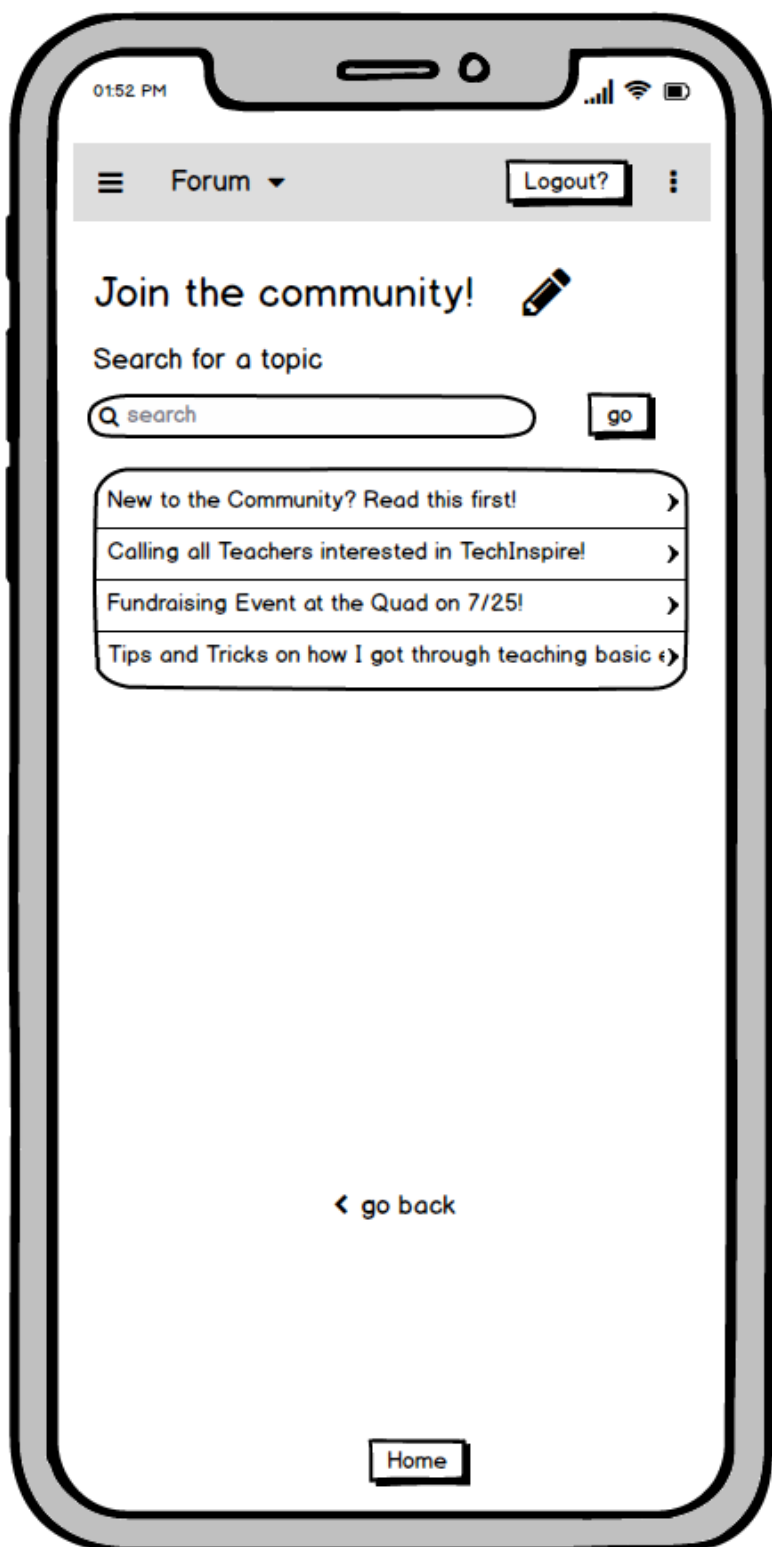 01:52 PM
Forum
Logout?
Join the community!
Search for a topic
search
go
New to the Community? Read this first!
Calling all Teachers interested in TechInspire!
Fundraising Event at the Quad on 7/25!
Tips and Tricks on how I got through teaching basic
go back
Home